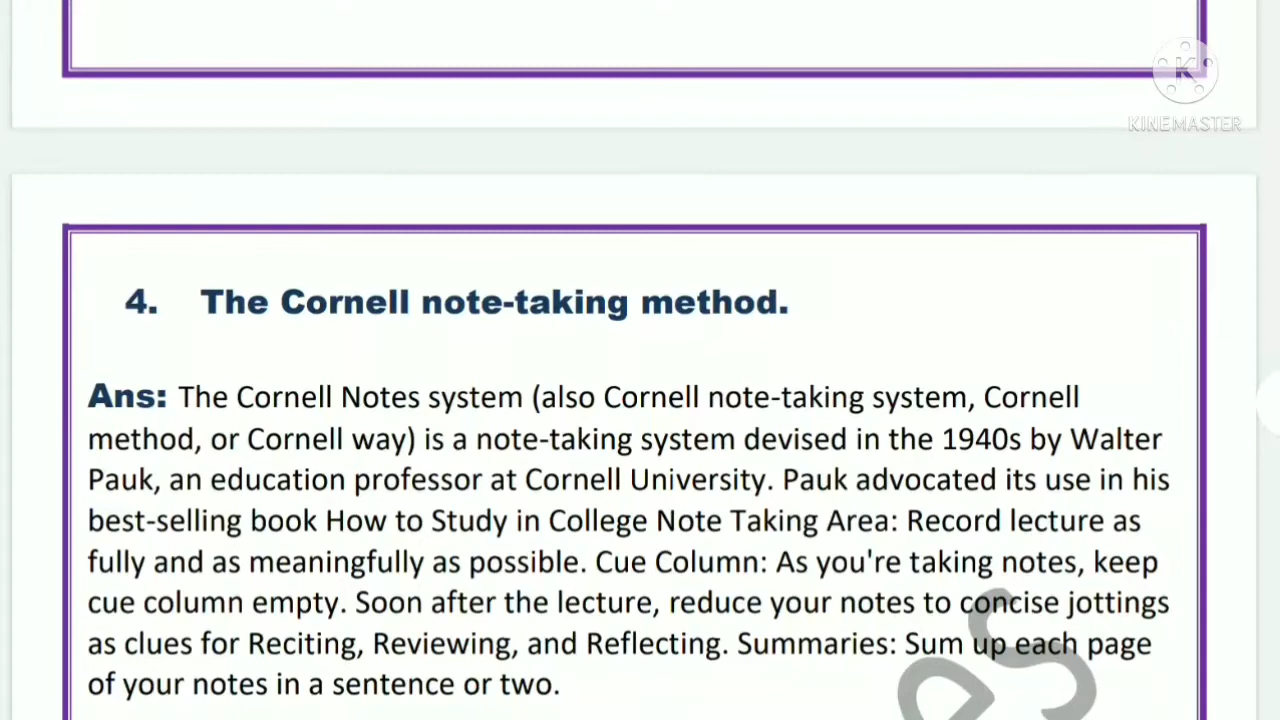 KINEMASTER
4. The Cornell note-taking method.
Ans: The Cornell Notes system (also Cornell note-taking system, Cornell
method, or Cornell way) is a note-taking system devised in the 1940s by Walter
Pauk, an education professor at Cornell University. Pauk advocated its use in his
best-selling book How to Study in College Note Taking Area: Record lecture as
fully and as meaningfully as possible. Cue Column: As you're taking notes, keep
cue column empty. Soon after the lecture, reduce your notes to concise jottings
as clues for Reciting, Reviewing, and Reflecting. Summaries: Sum up each page
of your notes in a sentence or two.